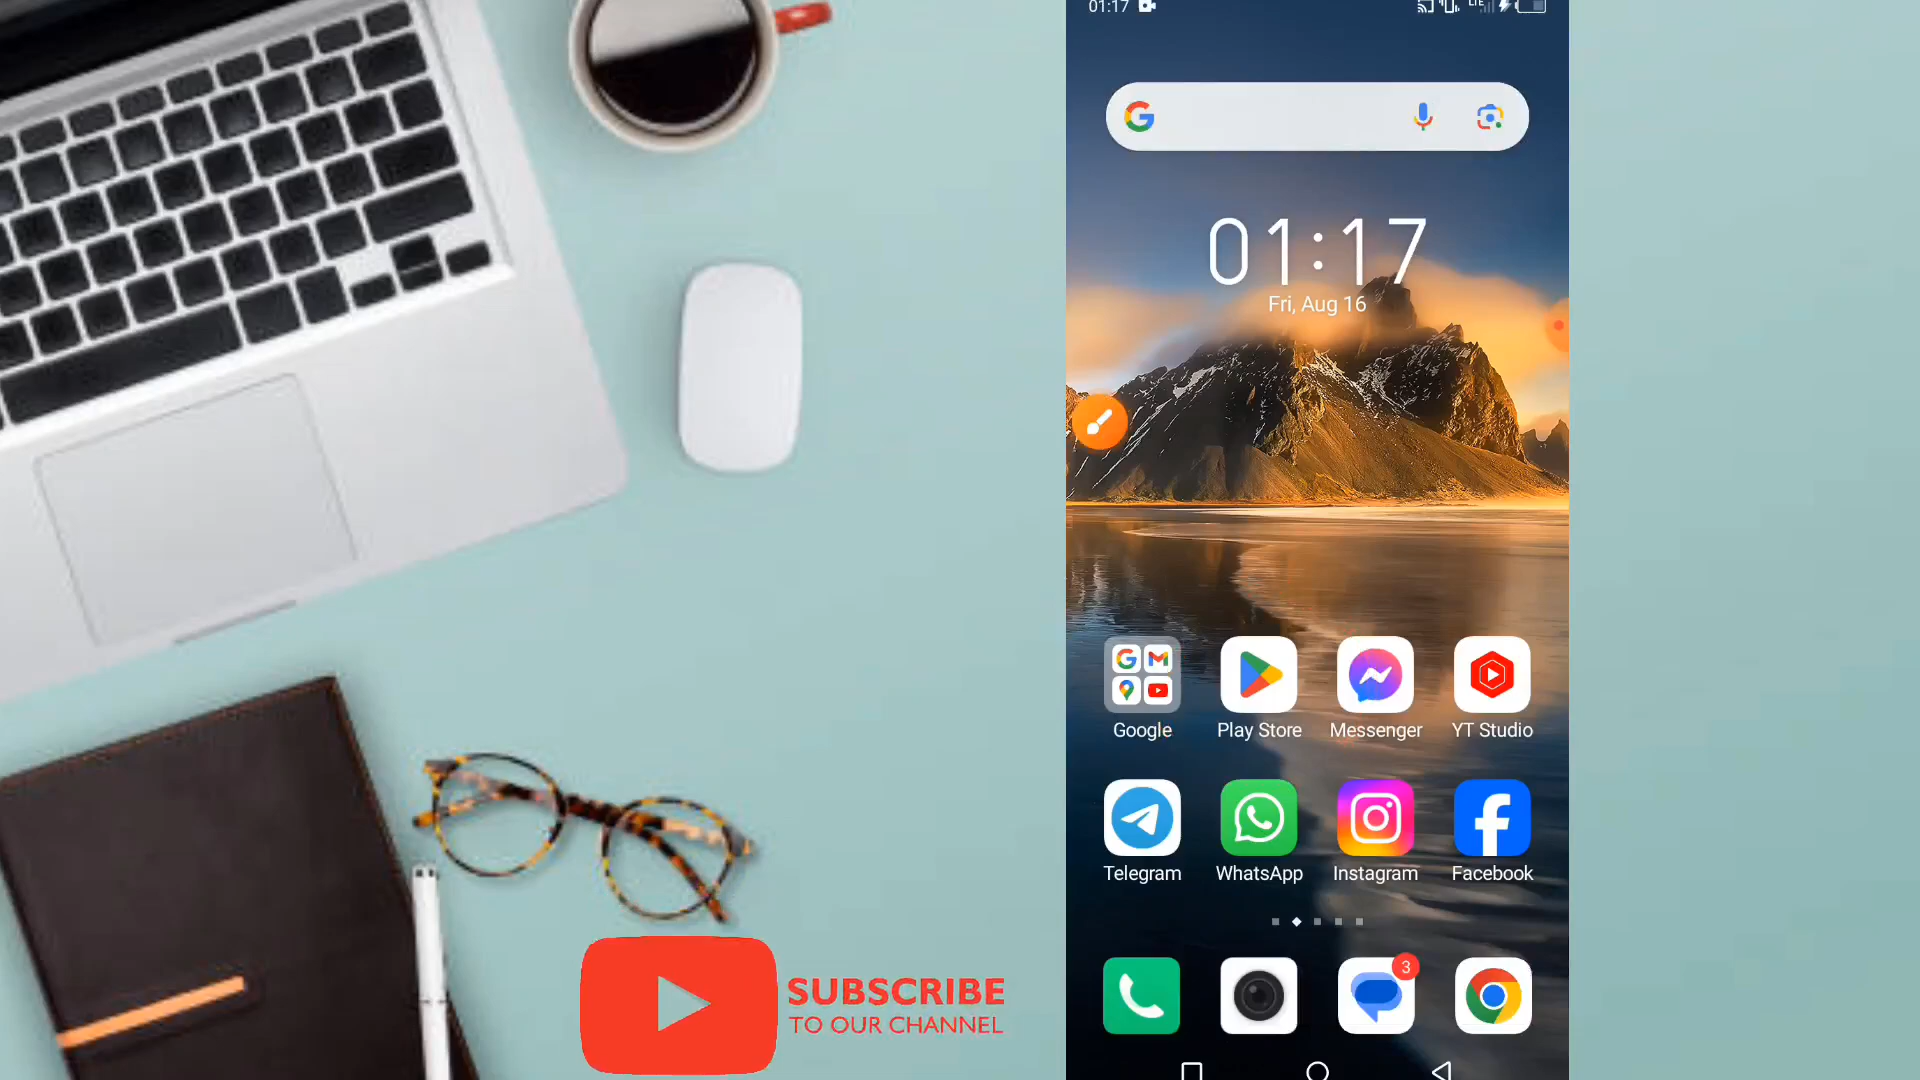 01:17
LTE
01:17
Fri, Aug 16
Google
Play Store
Messenger
YT Studio
Telegram
WhatsApp
Instagram
Facebook
3
SUBSCRIBE
TO OUR CHANNEL